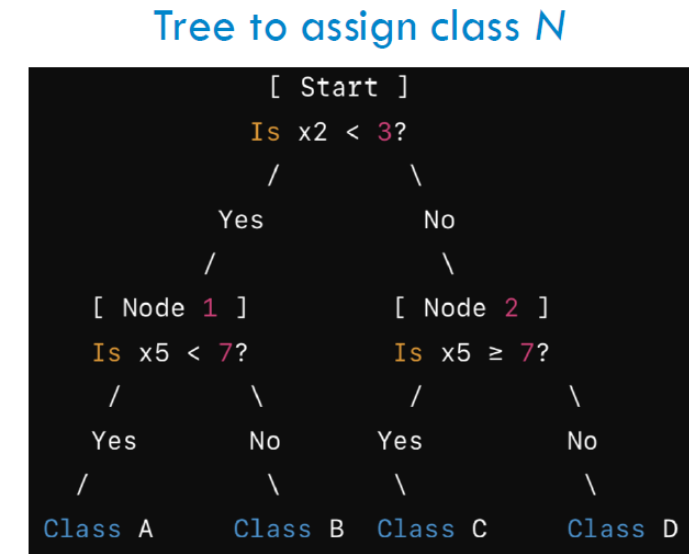 Tree to assign class N
[ Start ]
Is x2 < 3?
/ \
Yes No
/ \
[ Node 1 ] [ Node 2 ]
Is x5 < 7? Is x5 ≥ 7?
/ \ / \
Yes No Yes No
/ \ \ \
Class A Class B Class C Class D